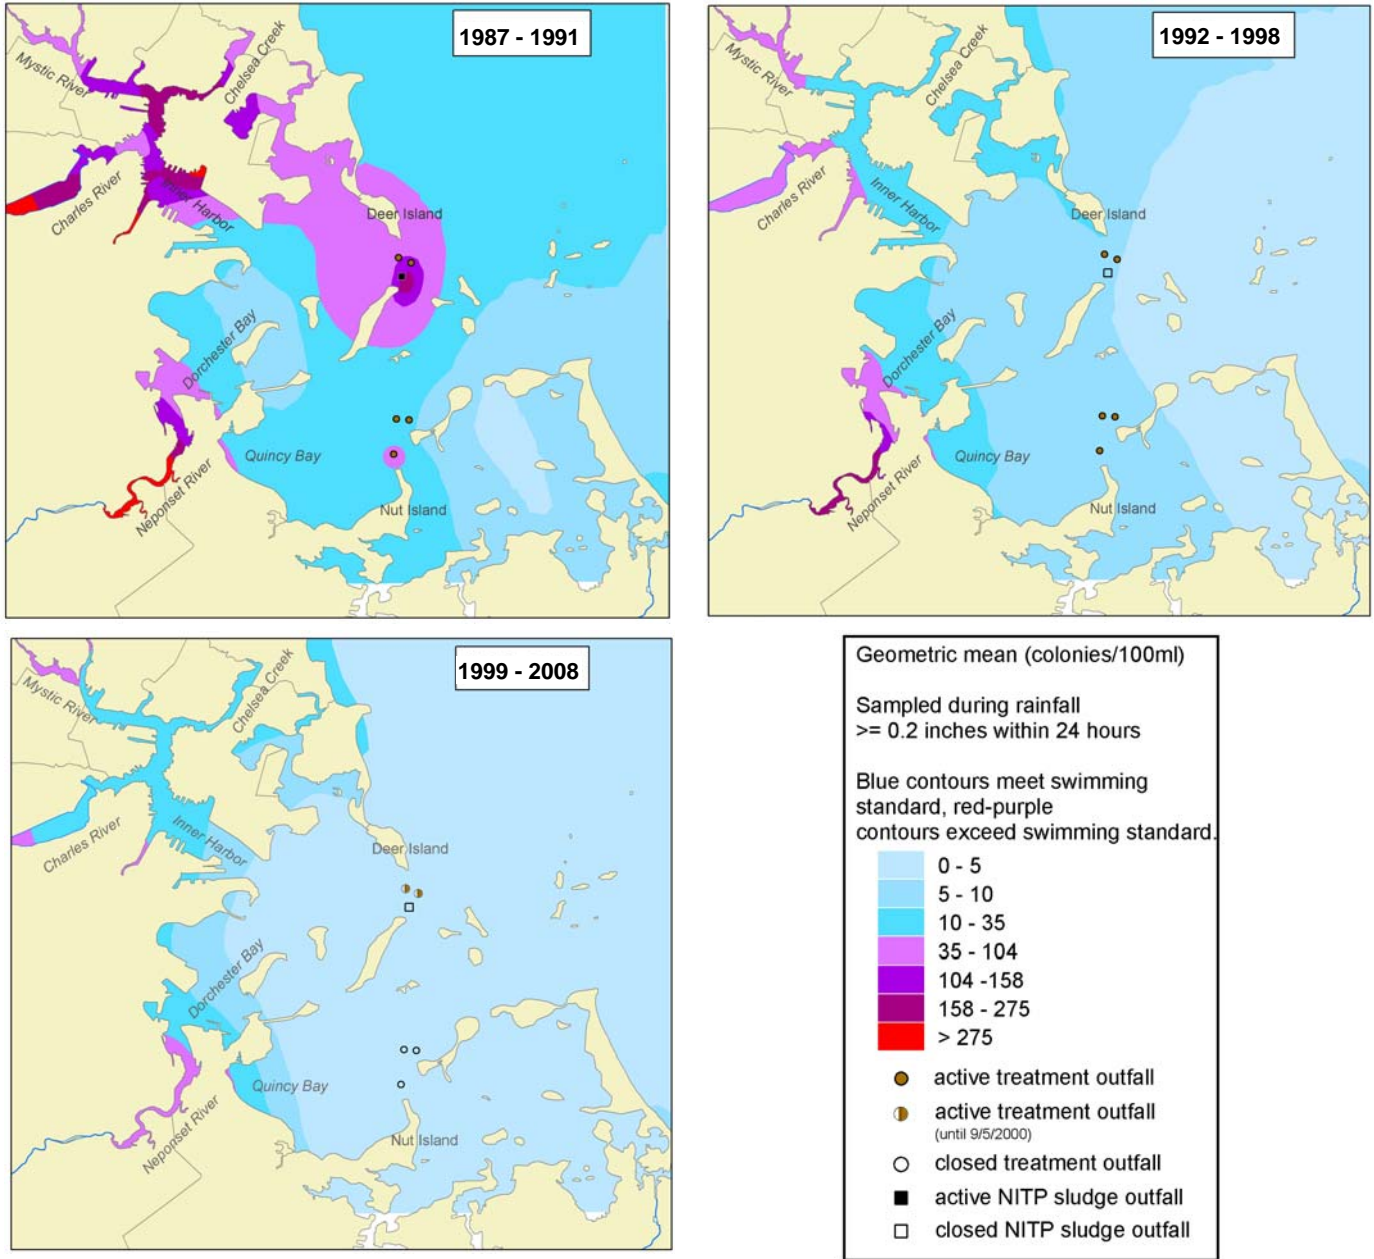 1987 - 1991
Mystic River
Chelsea Creek
Charles River
Inner Harbor
Deer Island
Dorchester Bay
Quincy Bay
Neponset River
Nut Island
1992 - 1998
Mystic River
Chelsea Creek
Charles River
Inner Harbor
Deer Island
Dorchester Bay
Quincy Bay
Neponset River
Nut Island
1999 - 2008
Mystic River
Chelsea Creek
Charles River
Inner Harbor
Deer Island
Dorchester Bay
Quincy Bay
Neponset River
Nut Island
Geometric mean (colonies/100ml)
Sampled during rainfall
>= 0.2 inches within 24 hours
Blue contours meet swimming
standard, red-purple
contours exceed swimming standard.
0 - 5
5 - 10
10 - 35
35 - 104
104 -158
158 - 275
> 275
active treatment outfall
active treatment outfall
(until 9/5/2000)
closed treatment outfall
active NITP sludge outfall
closed NITP sludge outfall